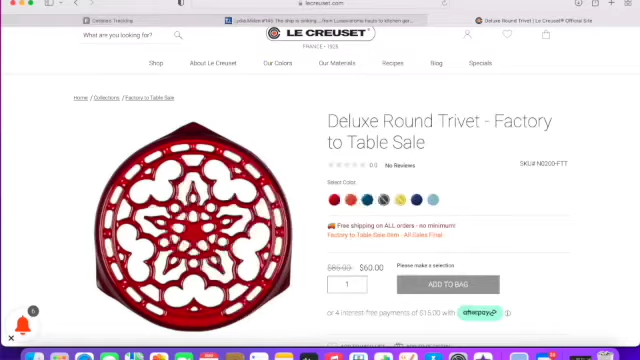 lecreuset.com
Ceramics Tracking
Deluxe Round Trivet | Le Creuset® Official Site
What are you looking for?
LE CREUSET®
FRANCE • 1925
Shop
About Le Creuset
Our Colors
Our Materials
Recipes
Blog
Specials
Home / Collections / Factory to Table Sale
Deluxe Round Trivet - Factory
to Table Sale
0.0 No Reviews
SKU# N0200-FTT
Select Color:
Free shipping on ALL orders - no minimum!
Factory to Table Sale Item - All Sales Final
$85.00 $60.00
Please make a selection
1
ADD TO BAG
or 4 interest-free payments of $15.00 with afterpay
6